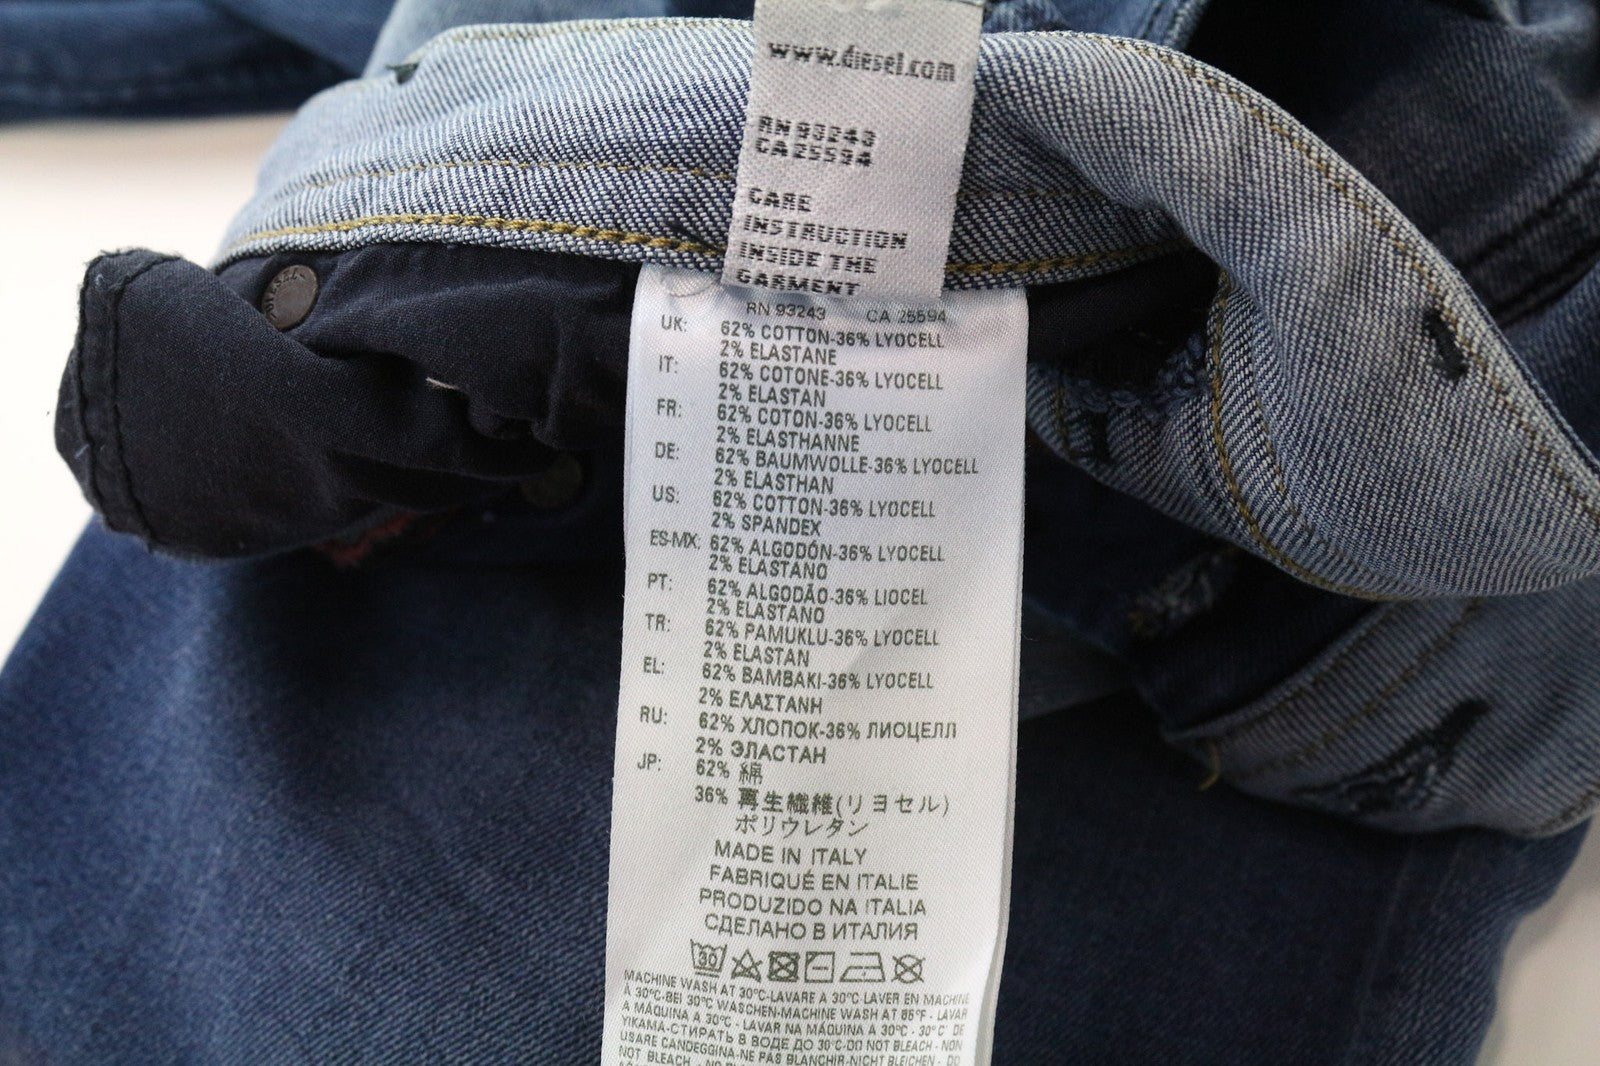 www.diesel.com
RN 93243
CA 25594
CARE
INSTRUCTION
INSIDE THE
GARMENT
RN 93243 CA 25594
UK: 62% COTTON-36% LYOCELL
2% ELASTANE
IT: 62% COTONE-36% LYOCELL
2% ELASTAN
FR: 62% COTON-36% LYOCELL
2% ELASTHANNE
DE: 62% BAUMWOLLE-36% LYOCELL
2% ELASTHAN
US: 62% COTTON-36% LYOCELL
2% SPANDEX
ES-MX: 62% ALGODÓN-36% LYOCELL
2% ELASTANO
PT: 62% ALGODÃO-36% LIOCEL
2% ELASTANO
TR: 62% PAMUKLU-36% LYOCELL
2% ELASTAN
EL: 62% BAMBAKI-36% LYOCELL
2% ΕΛΑΣΤΑΝΗ
RU: 62% ХЛОПОК-36% ЛИОЦЕЛЛ
2% ЭЛАСТАН
JP: 62% 綿
36% 再生繊維(リヨセル)
ポリウレタン
MADE IN ITALY
FABRIQUÉ EN ITALIE
PRODUZIDO NA ITALIA
СДЕЛАНО В ИТАЛИЯ
30
MACHINE WASH AT 30°C-LAVARE A 30°C LAVER EN MACHINE
À 30°C-BEI 30°C WASCHEN-MACHINE WASH AT 86°F - LAVAR
A MÁQUINA A 30°C - LAVAR NA MÁQUINA A 30°C - 30°C' DE
YIKAMA-СТИРАТЬ В ВОДЕ ДО 30°C-DO NOT BLEACH - NON
USARE CANDEGGINA-NE PAS BLANCHIR-NICHT BLEICHEN - DO
NOT BLEACH - NO